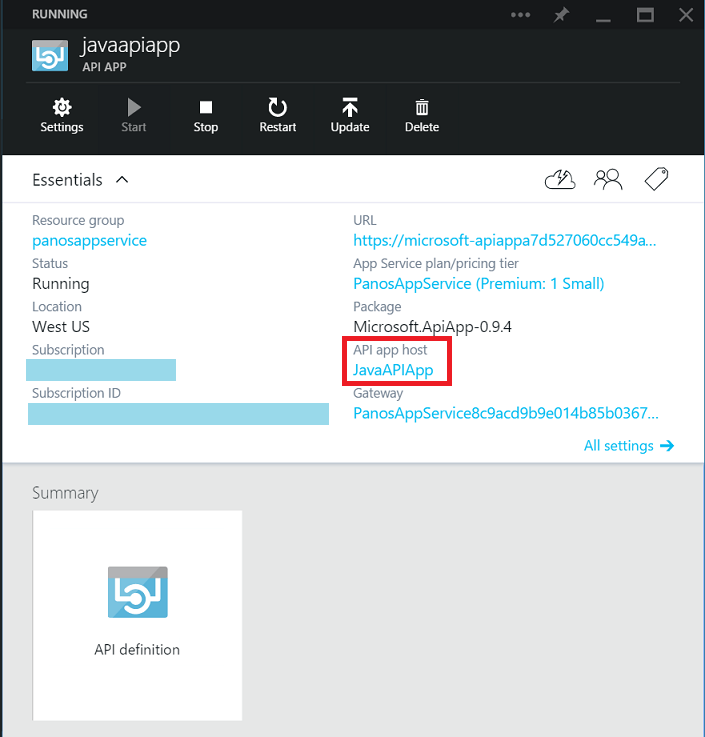 RUNNING
javaapiapp
API APP
Settings
Start
Stop
Restart
Update
Delete
Essentials
Resource group
panosappservice
Status
Running
Location
West US
Subscription
Subscription ID
URL
https://microsoft-apiappa7d527060cc549a...
App Service plan/pricing tier
PanosAppService (Premium: 1 Small)
Package
Microsoft.ApiApp-0.9.4
API app host
JavaAPIApp
Gateway
PanosAppService8c9acd9b9e014b85b0367...
All settings
Summary
API definition